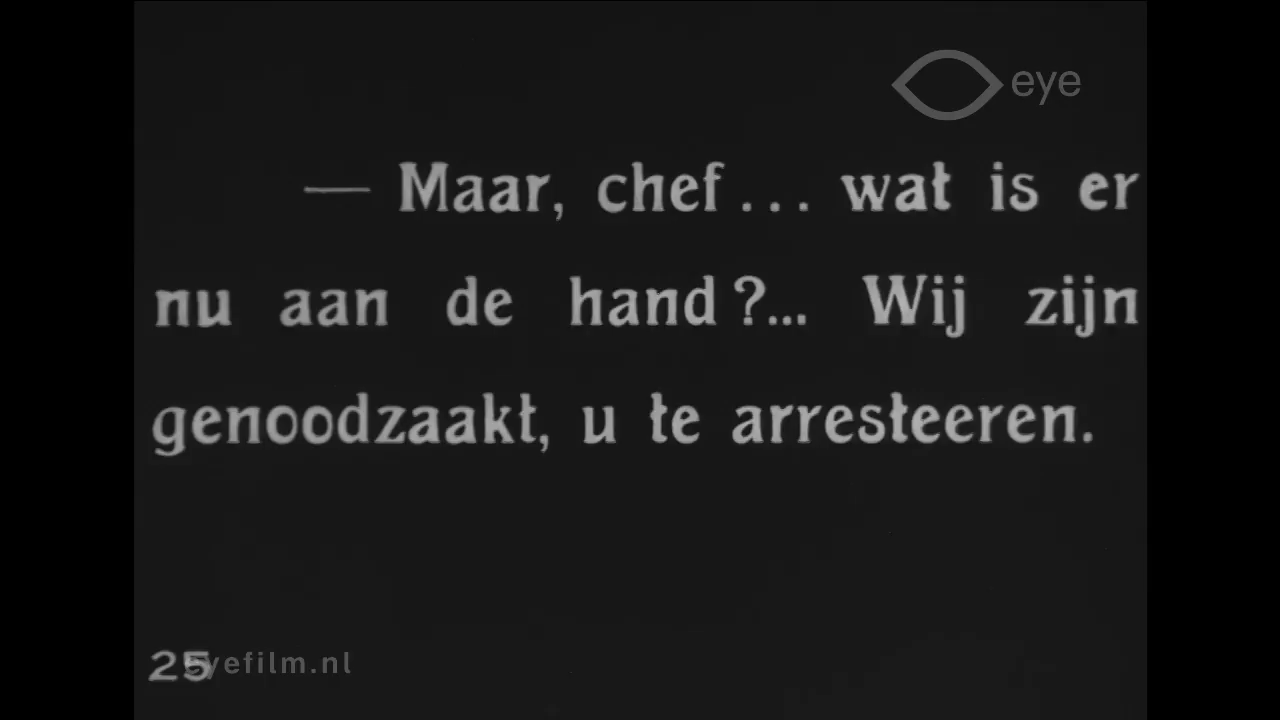 eye
— Maar, chef... wat is er
nu aan de hand?... Wij zijn
genoodzaakt, u te arresteeren.
25
eyefilm.nl